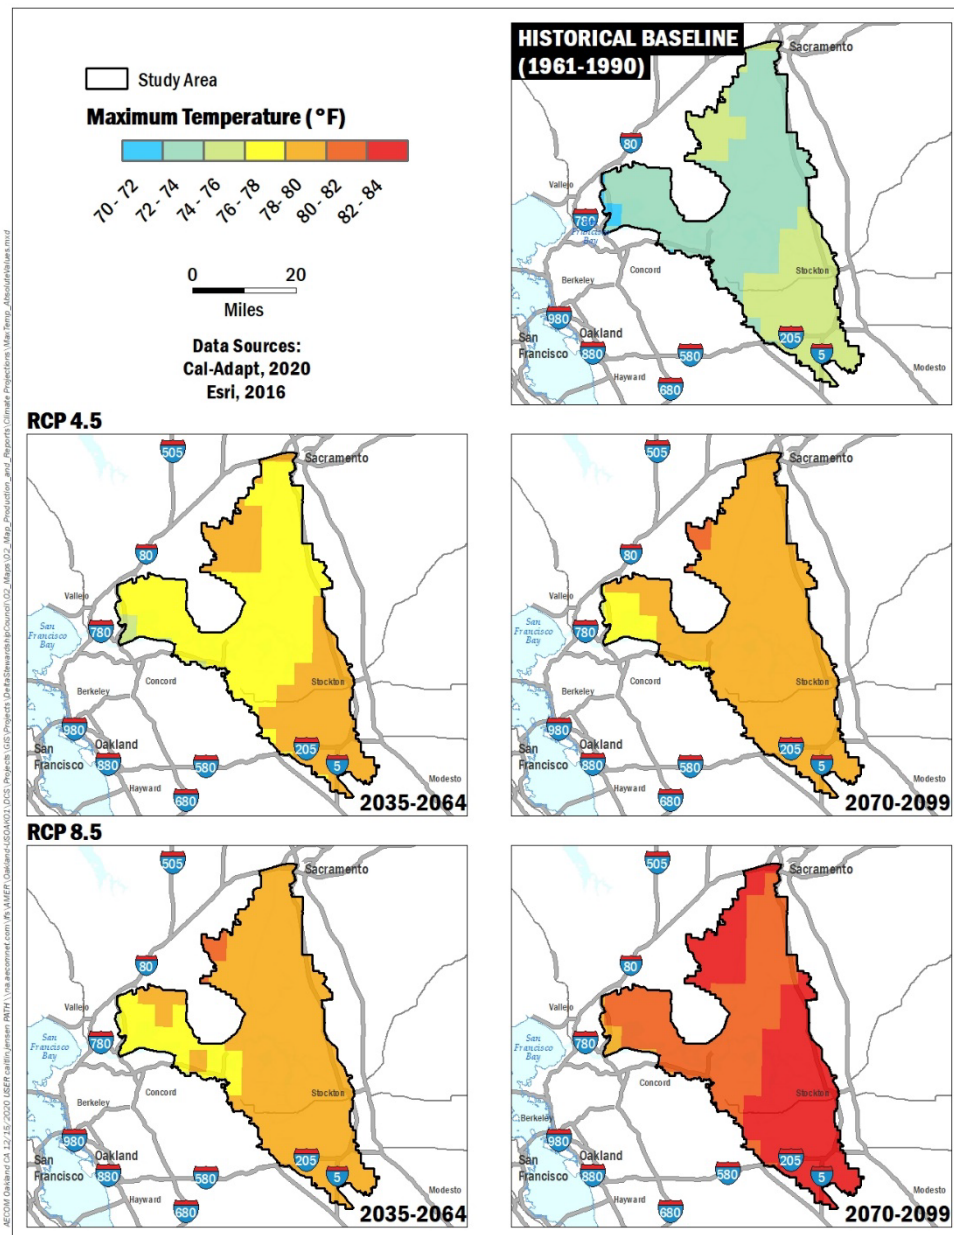 HISTORICAL BASELINE
(1961-1990)
Sacramento
80
Vallejo
780
Bay
Concord
Stockton
Berkeley
980
San
Francisco
Oakland
880
580
205
5
Hayward
680
Modesto
Study Area
Maximum Temperature (°F)
70 - 72
72 - 74
74 - 76
76 - 78
78 - 80
80 - 82
82 - 84
0
20
Miles
Data Sources:
Cal-Adapt, 2020
Esri, 2016
RCP 4.5
505
Sacramento
80
Vallejo
San
Francisco
Bay
780
Concord
Stockton
Berkeley
980
San
Francisco
Oakland
880
580
205
5
Hayward
680
Modesto
2035-2064
505
Sacramento
80
Vallejo
San
Francisco
Bay
780
Concord
Stockton
Berkeley
980
San
Francisco
Oakland
880
580
205
5
Hayward
680
Modesto
2070-2099
RCP 8.5
505
Sacramento
80
Vallejo
San
Francisco
Bay
780
Concord
Stockton
Berkeley
980
San
Francisco
Oakland
880
580
205
5
Hayward
680
Modesto
2035-2064
505
Sacramento
80
Vallejo
San
Francisco
Bay
780
Concord
Stockton
Berkeley
980
San
Francisco
Oakland
880
580
205
5
Hayward
680
Modesto
2070-2099